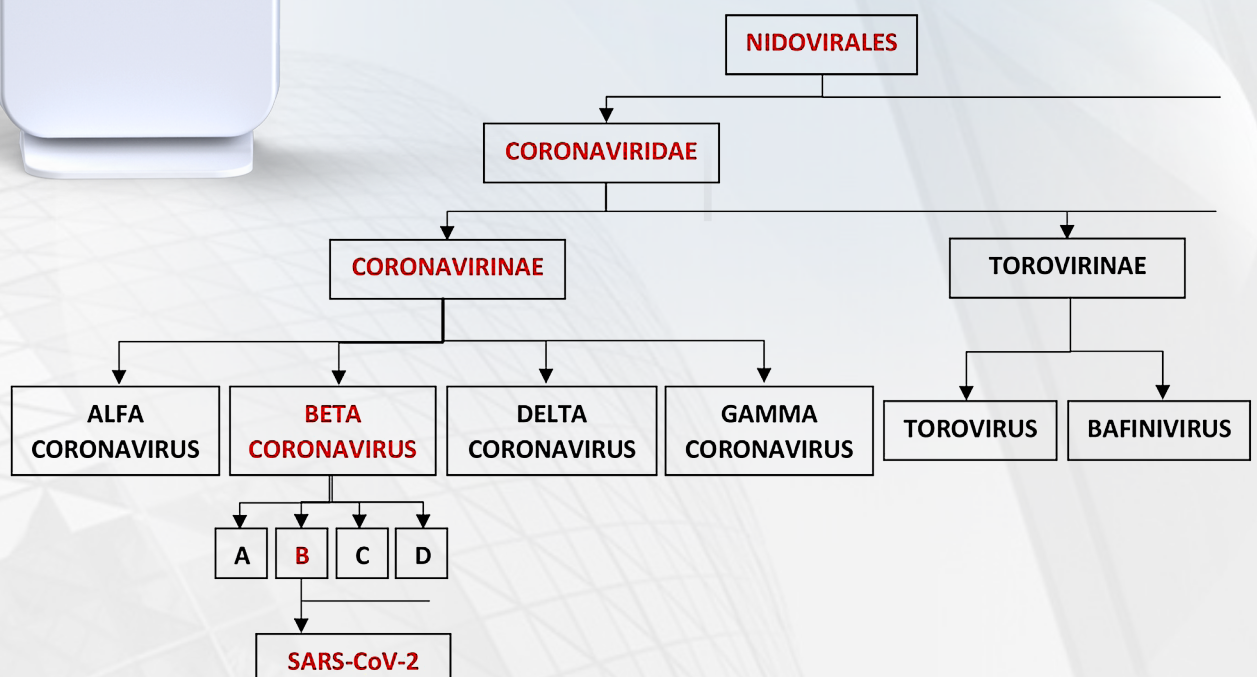 NIDOVIRALES
CORONAVIRIDAE
CORONAVIRINAE
TOROVIRINAE
ALFA
CORONAVIRUS
BETA
CORONAVIRUS
DELTA
CORONAVIRUS
GAMMA
CORONAVIRUS
TOROVIRUS
BAFINIVIRUS
A
B
C
D
SARS-CoV-2